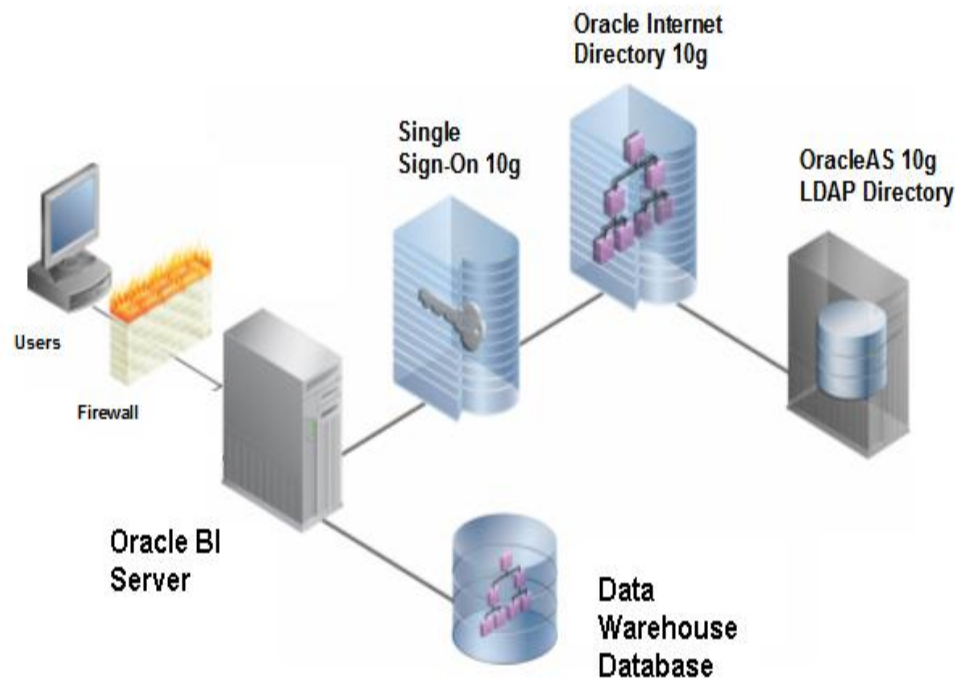 Oracle Internet
Directory 10g
Single
Sign-On 10g
OracleAS 10g
LDAP Directory
Users
Firewall
Oracle BI
Server
Data
Warehouse
Database